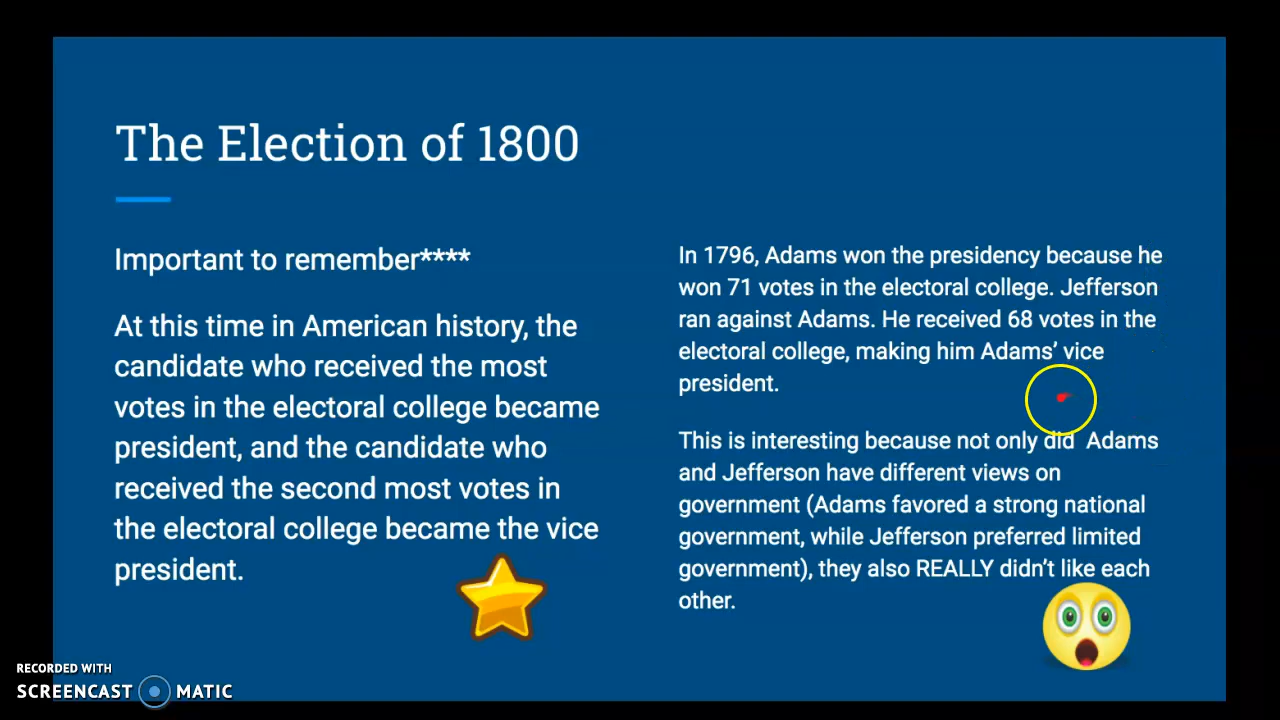 The Election of 1800
Important to remember****
At this time in American history, the
candidate who received the most
votes in the electoral college became
president, and the candidate who
received the second most votes in
the electoral college became the vice
president.
In 1796, Adams won the presidency because he
won 71 votes in the electoral college. Jefferson
ran against Adams. He received 68 votes in the
electoral college, making him Adams’ vice
president.
This is interesting because not only did  Adams
and Jefferson have different views on
government (Adams favored a strong national
government, while Jefferson preferred limited
government), they also REALLY didn’t like each
other.
RECORDED WITH
SCREENCAST MATIC